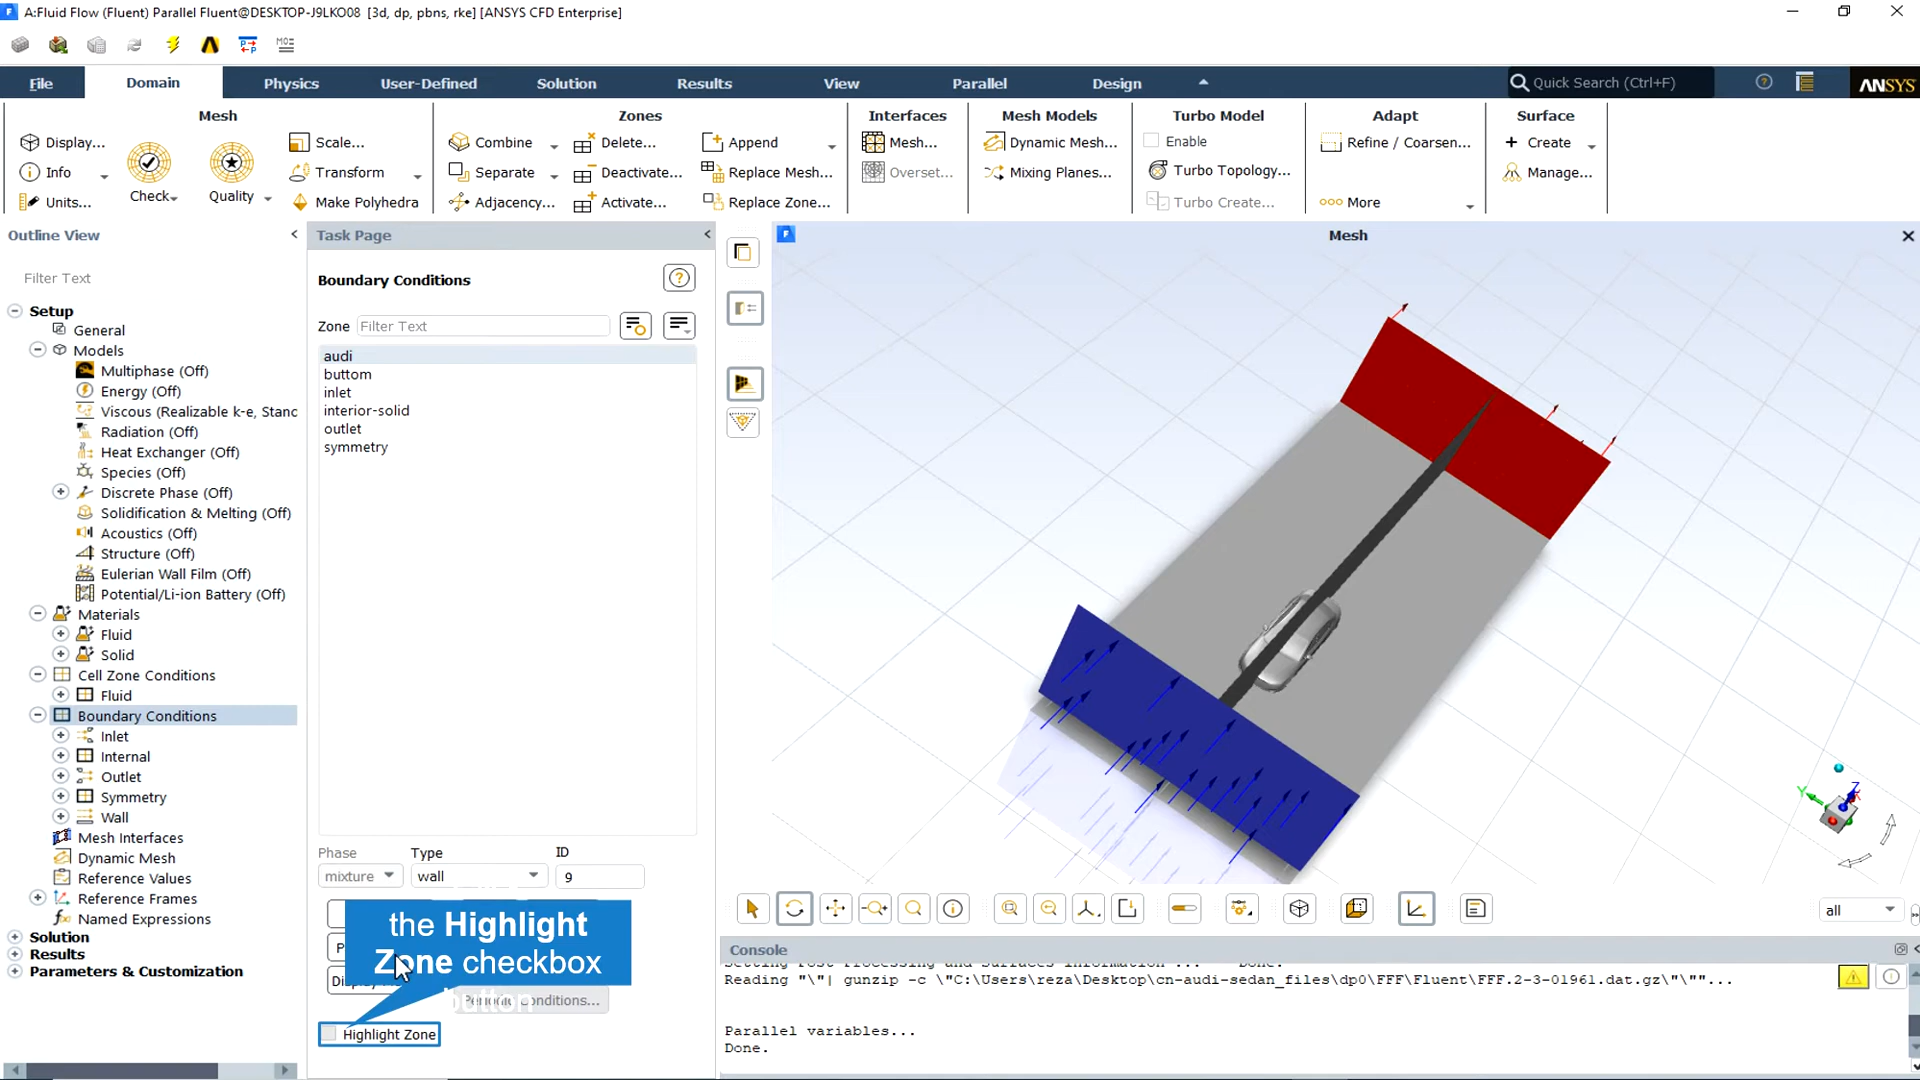 A:Fluid Flow (Fluent) Parallel Fluent@DESKTOP-J9LKO08 [3d, dp, pbns, rke] [ANSYS CFD Enterprise]
File Domain Physics User-Defined Solution Results View Parallel Design Quick Search (Ctrl+F) ANSYS
Mesh
Display...
Info
Units...
Check
Quality
Scale...
Transform
Make Polyhedra
Zones
Combine
Separate
Adjacency...
Delete...
Deactivate...
Activate...
Append
Replace Mesh...
Replace Zone...
Interfaces
Mesh...
Overset...
Mesh Models
Dynamic Mesh...
Mixing Planes...
Turbo Model
Enable
Turbo Topology...
Turbo Create...
Adapt
Refine / Coarsen...
More
Surface
Create
Manage...
Outline View
Filter Text
Setup
General
Models
Multiphase (Off)
Energy (Off)
Viscous (Realizable k-e, Stand
Radiation (Off)
Heat Exchanger (Off)
Species (Off)
Discrete Phase (Off)
Solidification & Melting (Off)
Acoustics (Off)
Structure (Off)
Eulerian Wall Film (Off)
Potential/Li-ion Battery (Off)
Materials
Fluid
Solid
Cell Zone Conditions
Fluid
Boundary Conditions
Inlet
Internal
Outlet
Symmetry
Wall
Mesh Interfaces
Dynamic Mesh
Reference Values
Reference Frames
Named Expressions
Solution
Results
Parameters & Customization
Task Page
Boundary Conditions
Zone Filter Text
audi
buttom
inlet
interior-solid
outlet
symmetry
Phase Type ID
mixture wall 9
the Highlight
Zone checkbox
button
Periodic Conditions...
Highlight Zone
Mesh
all
Console
Reading "\"| gunzip -c \"C:\Users\reza\Desktop\cn-audi-sedan_files\dp0\FFF\Fluent\FFF.2-3-01961.dat.gz\"\""...
Parallel variables...
Done.